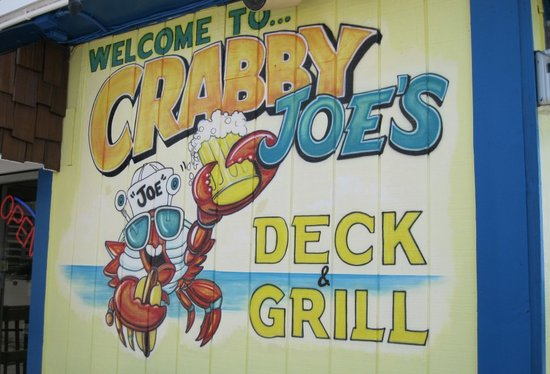 WELCOME TO...
CRABBY
JOE'S
"JOE"
DECK
&
GRILL
OPEN